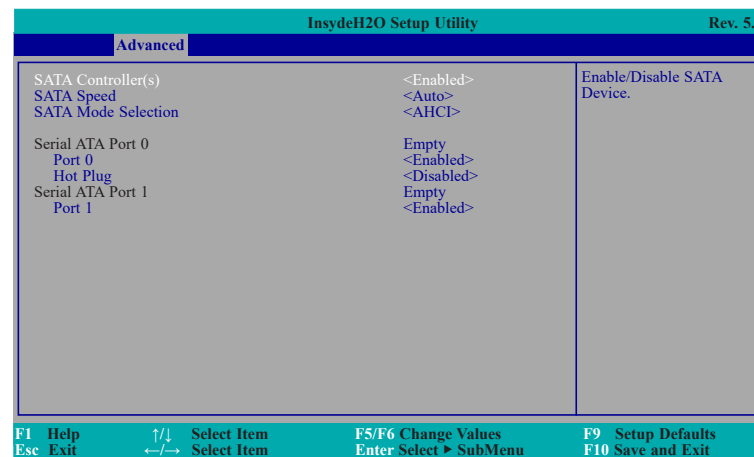 InsydeH2O Setup Utility Rev. 5.
Advanced
SATA Controller(s) <Enabled> Enable/Disable SATA
SATA Speed <Auto> Device.
SATA Mode Selection <AHCI>
Serial ATA Port 0 Empty
Port 0 <Enabled>
Hot Plug <Disabled>
Serial ATA Port 1 Empty
Port 1 <Enabled>
F1 Help ↑/↓ Select Item F5/F6 Change Values F9 Setup Defaults
Esc Exit ←/→ Select Item Enter Select ▶ SubMenu F10 Save and Exit